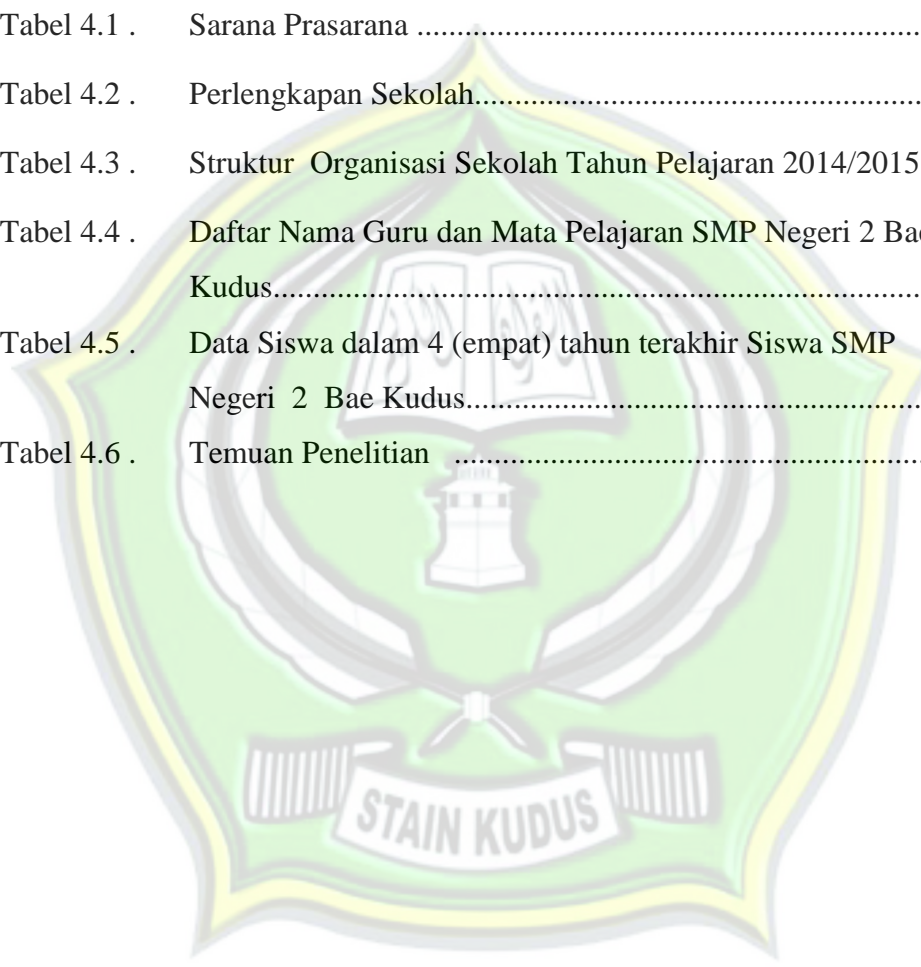 Tabel 4.1 . Sarana Prasarana ................................................................
Tabel 4.2 . Perlengkapan Sekolah.........................................................
Tabel 4.3 . Struktur Organisasi Sekolah Tahun Pelajaran 2014/2015
Tabel 4.4 . Daftar Nama Guru dan Mata Pelajaran SMP Negeri 2
Kudus..................................................................................
Tabel 4.5 . Data Siswa dalam 4 (empat) tahun terakhir Siswa SMP
Negeri 2 Bae Kudus..........................................................
Tabel 4.6 . Temuan Penelitian ...........................................................
STAIN KUDUS